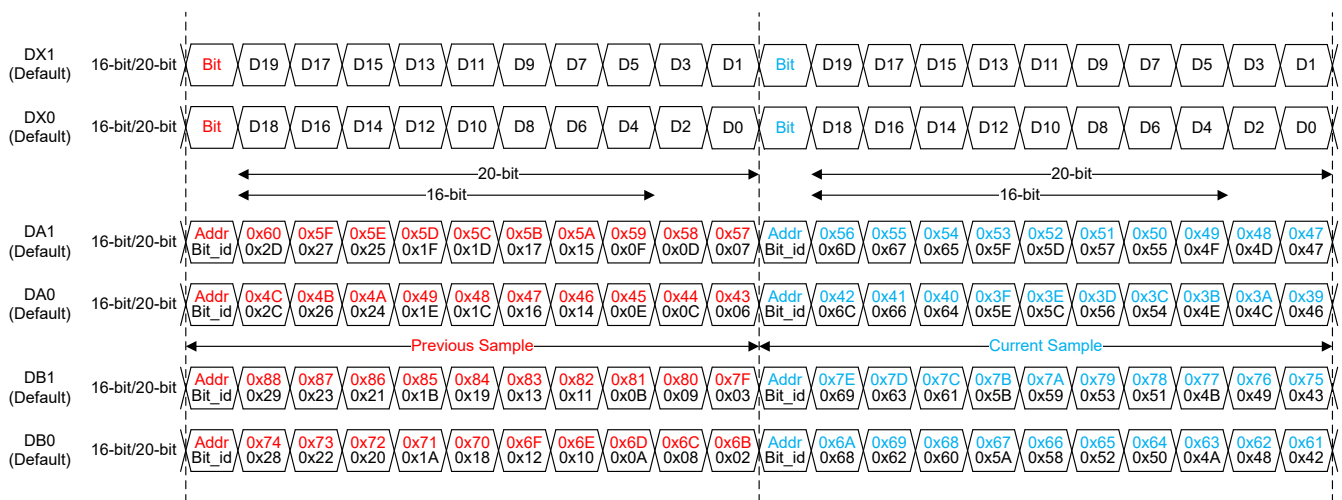 DX1 (Default) 16-bit/20-bit Bit D19 D17 D15 D13 D11 D9 D7 D5 D3 D1 Bit D19 D17 D15 D13 D11 D9 D7 D5 D3 D1
DX0 (Default) 16-bit/20-bit Bit D18 D16 D14 D12 D10 D8 D6 D4 D2 D0 Bit D18 D16 D14 D12 D10 D8 D6 D4 D2 D0
20-bit 20-bit
16-bit 16-bit
Addr 0x60 0x5F 0x5E 0x5D 0x5C 0x5B 0x5A 0x59 0x58 0x57 Addr 0x56 0x55 0x54 0x53 0x52 0x51 0x50 0x49 0x48 0x47
DA1 (Default) 16-bit/20-bit Bit_id 0x2D 0x27 0x25 0x1F 0x1D 0x17 0x15 0x0F 0x0D 0x07 Bit_id 0x6D 0x67 0x65 0x5F 0x5D 0x57 0x55 0x4F 0x4D 0x47
Addr 0x4C 0x4B 0x4A 0x49 0x48 0x47 0x46 0x45 0x44 0x43 Addr 0x42 0x41 0x40 0x3F 0x3E 0x3D 0x3C 0x3B 0x3A 0x39
DA0 (Default) 16-bit/20-bit Bit_id 0x2C 0x26 0x24 0x1E 0x1C 0x16 0x14 0x0E 0x0C 0x06 Bit_id 0x6C 0x66 0x64 0x5E 0x5C 0x56 0x54 0x4E 0x4C 0x46
Previous Sample Current Sample
Addr 0x88 0x87 0x86 0x85 0x84 0x83 0x82 0x81 0x80 0x7F Addr 0x7E 0x7D 0x7C 0x7B 0x7A 0x79 0x78 0x77 0x76 0x75
DB1 (Default) 16-bit/20-bit Bit_id 0x29 0x23 0x21 0x1B 0x19 0x13 0x11 0x0B 0x09 0x03 Bit_id 0x69 0x63 0x61 0x5B 0x59 0x53 0x51 0x4B 0x49 0x43
Addr 0x74 0x73 0x72 0x71 0x70 0x6F 0x6E 0x6D 0x6C 0x6B Addr 0x6A 0x69 0x68 0x67 0x66 0x65 0x64 0x63 0x62 0x61
DB0 (Default) 16-bit/20-bit Bit_id 0x28 0x22 0x20 0x1A 0x18 0x12 0x10 0x0A 0x08 0x02 Bit_id 0x68 0x62 0x60 0x5A 0x58 0x52 0x50 0x4A 0x48 0x42